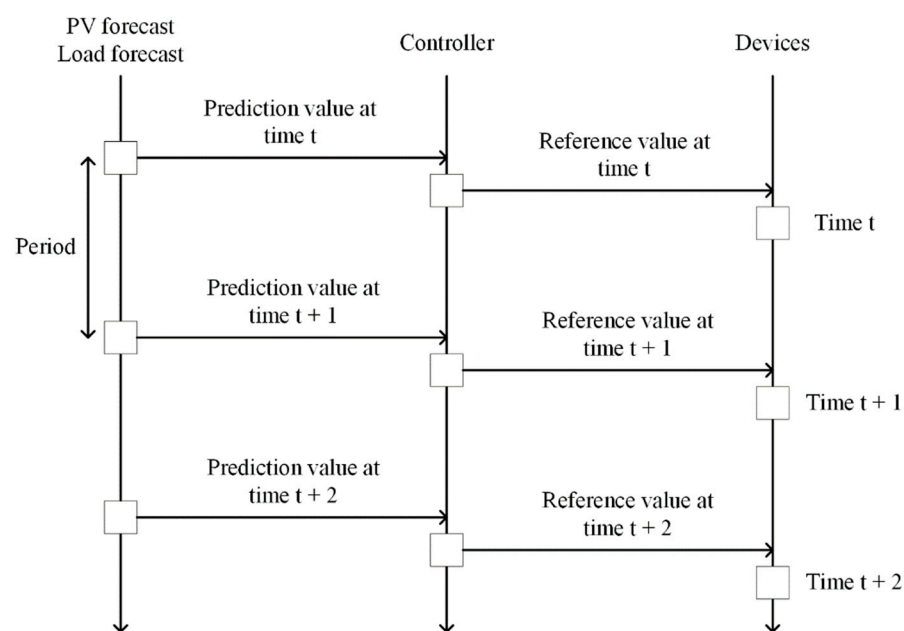 PV forecast
Load forecast
Controller
Devices
Prediction value at
time t
Reference value at
time t
Time t
Period
Prediction value at
time t + 1
Reference value at
time t + 1
Time t + 1
Prediction value at
time t + 2
Reference value at
time t + 2
Time t + 2